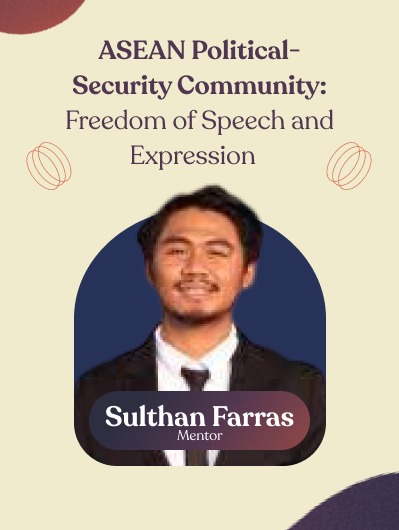 ASEAN Political-
Security Community:
Freedom of Speech and
Expression
Sulthan Farras
Mentor